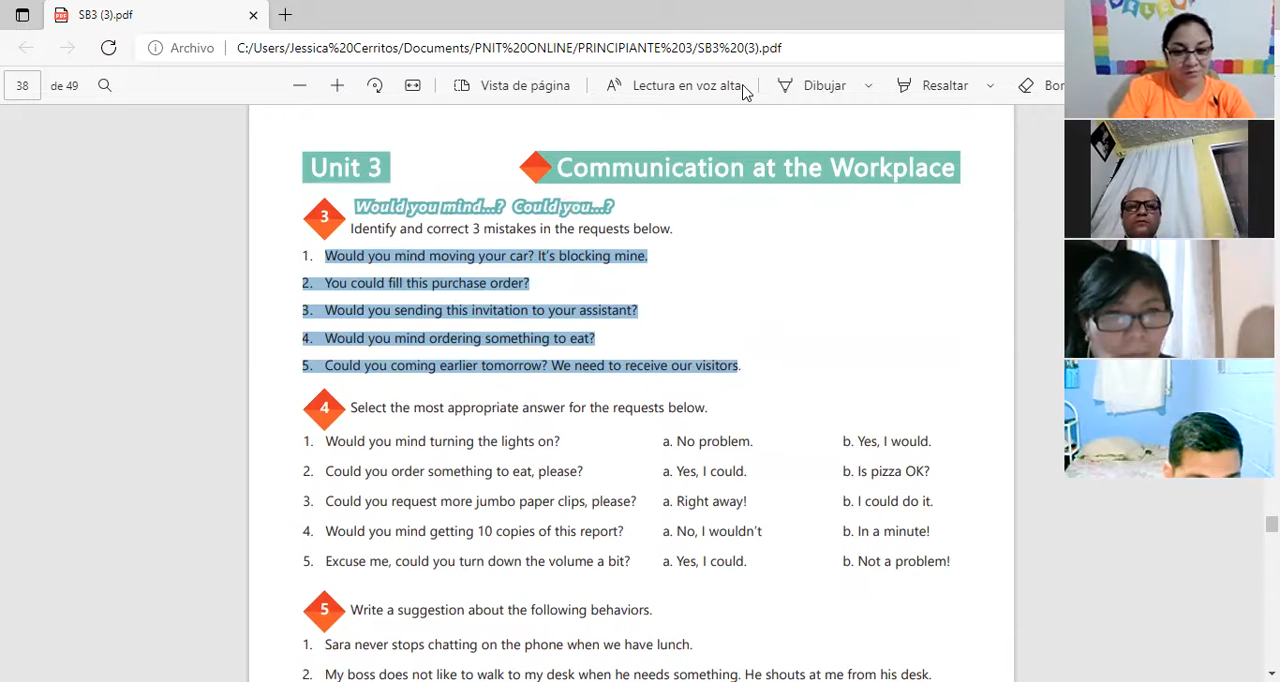 SB3 (3).pdf
Archivo C:/Users/Jessica%20Cerritos/Documents/PNIT%20ONLINE/PRINCIPIANTE%203/SB3%20(3).pdf
38 de 49 Vista de página Lectura en voz alta Dibujar Resaltar Bor
Unit 3 Communication at the Workplace
3 Would you mind...? Could you...?
Identify and correct 3 mistakes in the requests below.
1. Would you mind moving your car? It's blocking mine.
2. You could fill this purchase order?
3. Would you sending this invitation to your assistant?
4. Would you mind ordering something to eat?
5. Could you coming earlier tomorrow? We need to receive our visitors.
4 Select the most appropriate answer for the requests below.
1. Would you mind turning the lights on? a. No problem. b. Yes, I would.
2. Could you order something to eat, please? a. Yes, I could. b. Is pizza OK?
3. Could you request more jumbo paper clips, please? a. Right away! b. I could do it.
4. Would you mind getting 10 copies of this report? a. No, I wouldn't b. In a minute!
5. Excuse me, could you turn down the volume a bit? a. Yes, I could. b. Not a problem!
5 Write a suggestion about the following behaviors.
1. Sara never stops chatting on the phone when we have lunch.
2. My boss does not like to walk to my desk when he needs something. He shouts at me from his desk.